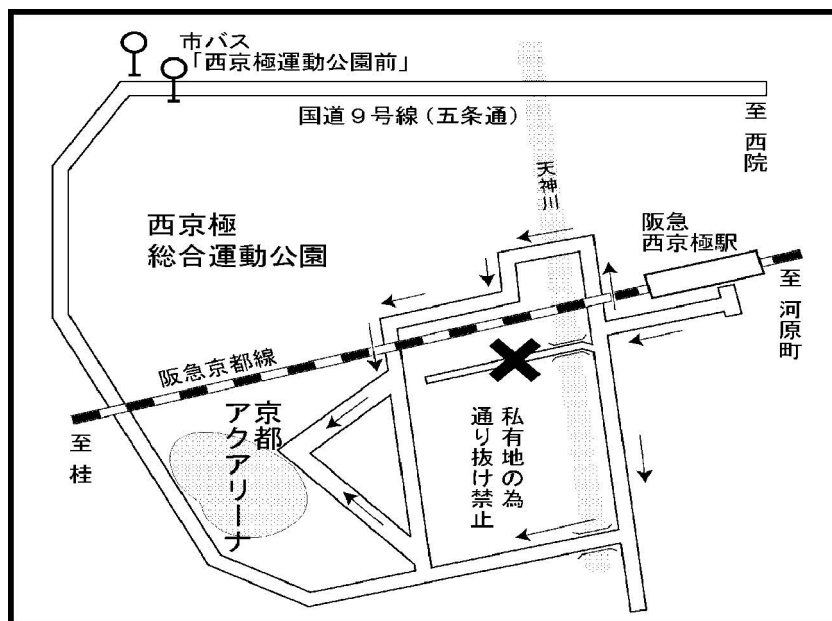 市バス
「西京極運動公園前」
国道９号線（五条通）
至 西院
天神川
西京極
総合運動公園
阪急
西京極駅
至 河原町
阪急京都線
至 桂
京都
アクアリーナ
私有地の為
通り抜け禁止